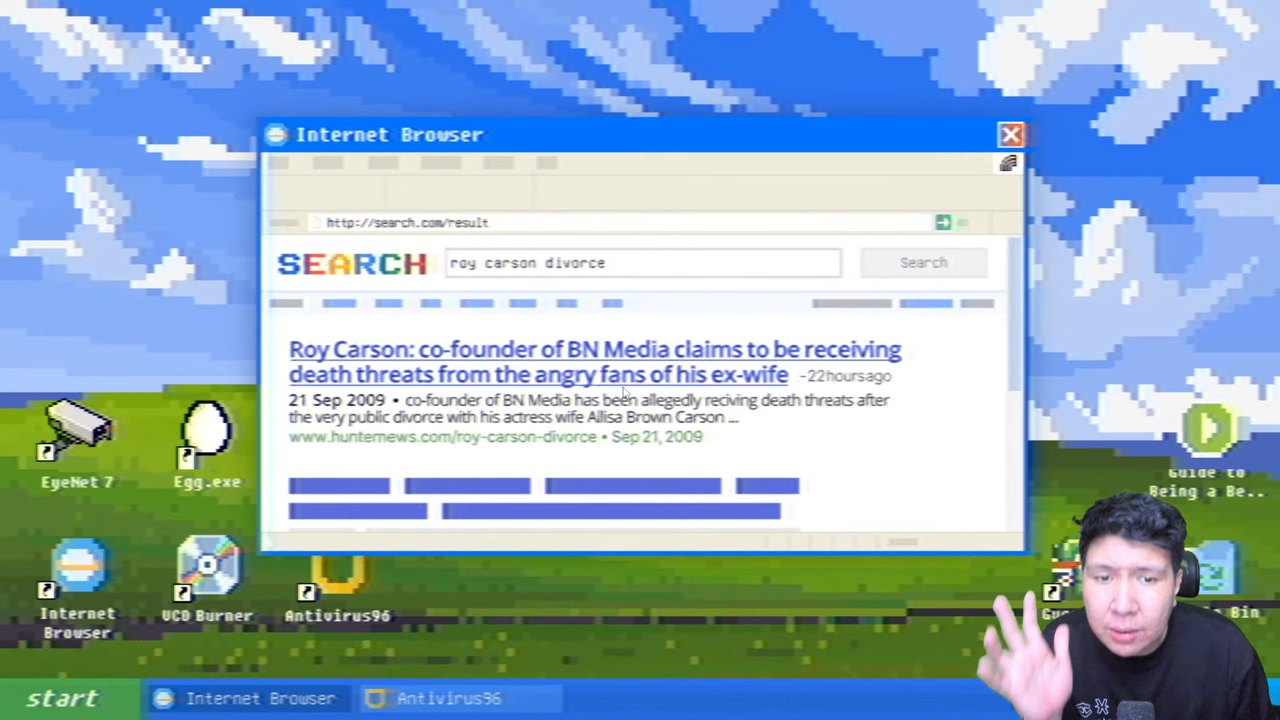 Internet Browser
http://search.com/result
SEARCH
roy carson divorce
Search
Roy Carson: co-founder of BN Media claims to be receiving
death threats from the angry fans of his ex-wife -22hoursago
21 Sep 2009 • co-founder of BN Media has been allegedly reciving death threats after
the very public divorce with his actress wife Allisa Brown Carson ...
www.hunternews.com/roy-carson-divorce • Sep 21, 2009
EyeNet 7
Egg.exe
Guide to
Being a Be..
Internet
Browser
VCD Burner
Antivirus96
Bin
start
Internet Browser
Antivirus96